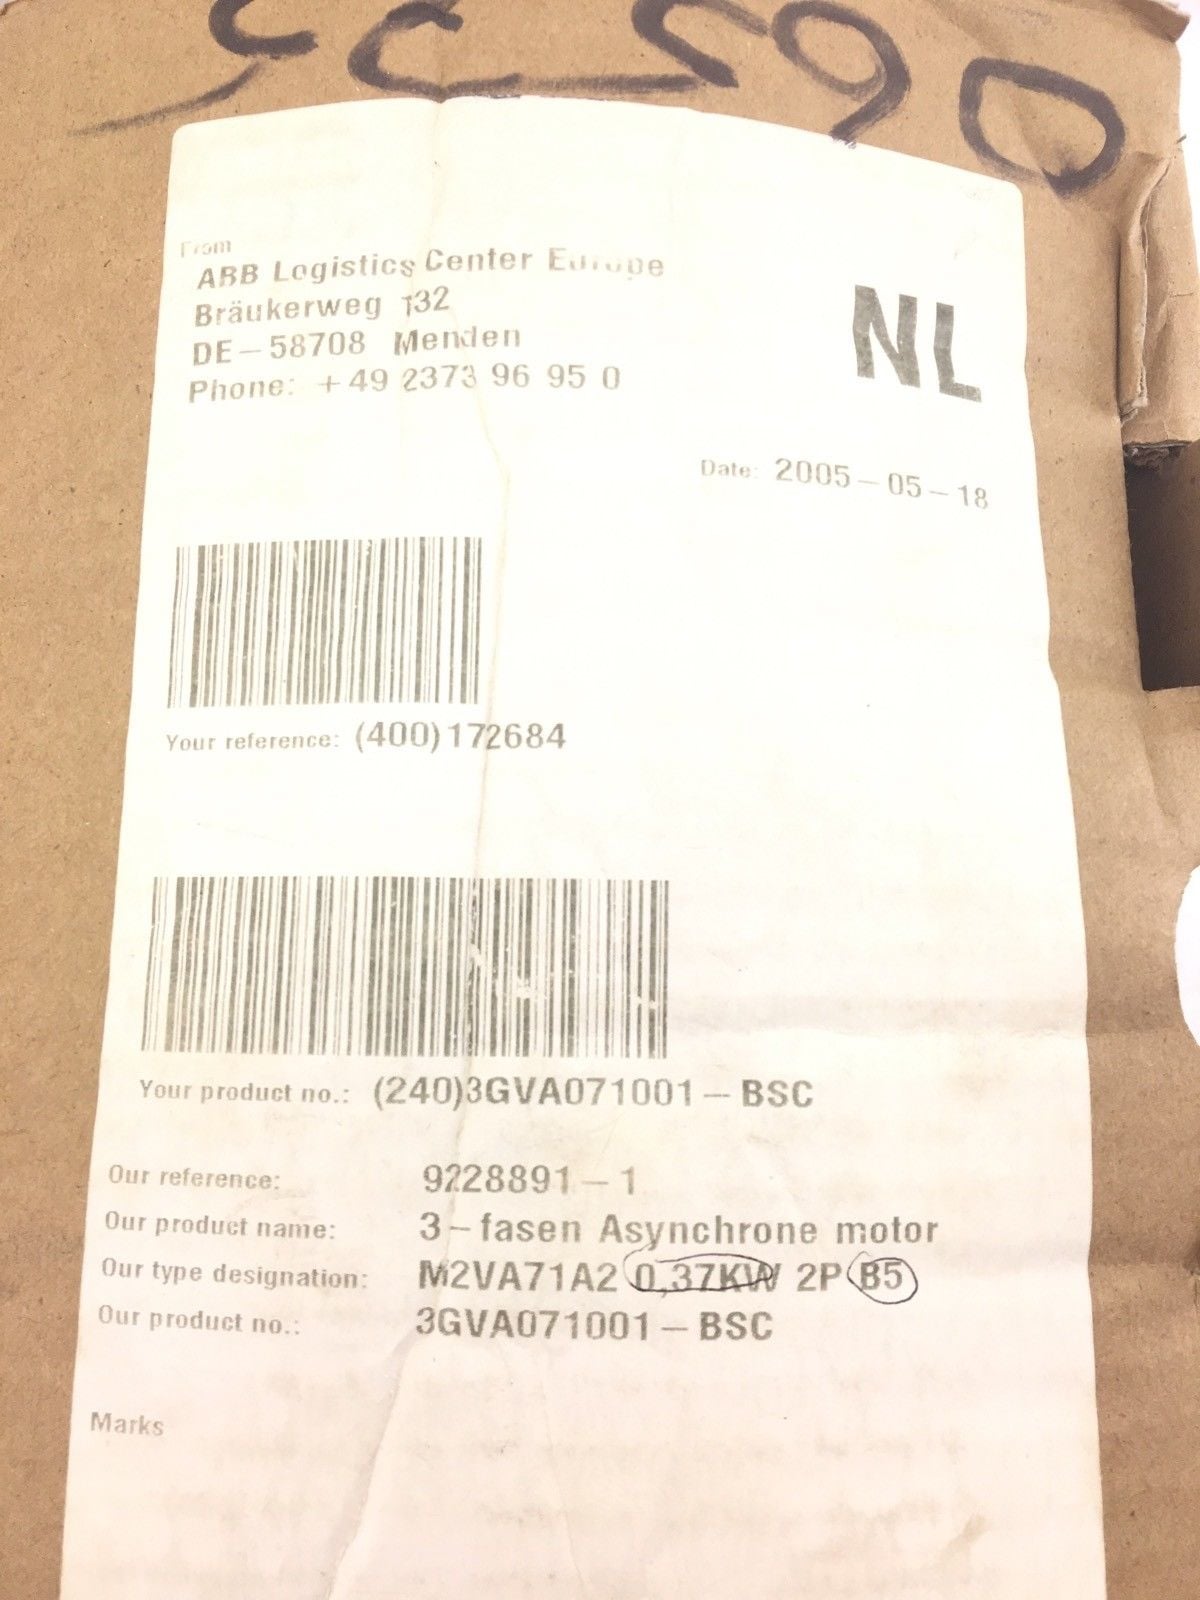 From
ABB Logistics Center Europe
Bräukerweg 132
DE-58708 Menden
Phone: +49 2373 96 95 0
NL
Date: 2005-05-18
Your reference: (400)172684
Your product no.: (240)3GVA071001-BSC
Our reference: 9228891-1
Our product name: 3-fasen Asynchrone motor
Our type designation: M2VA71A2 0,37KW 2P B5
Our product no.: 3GVA071001-BSC
Marks